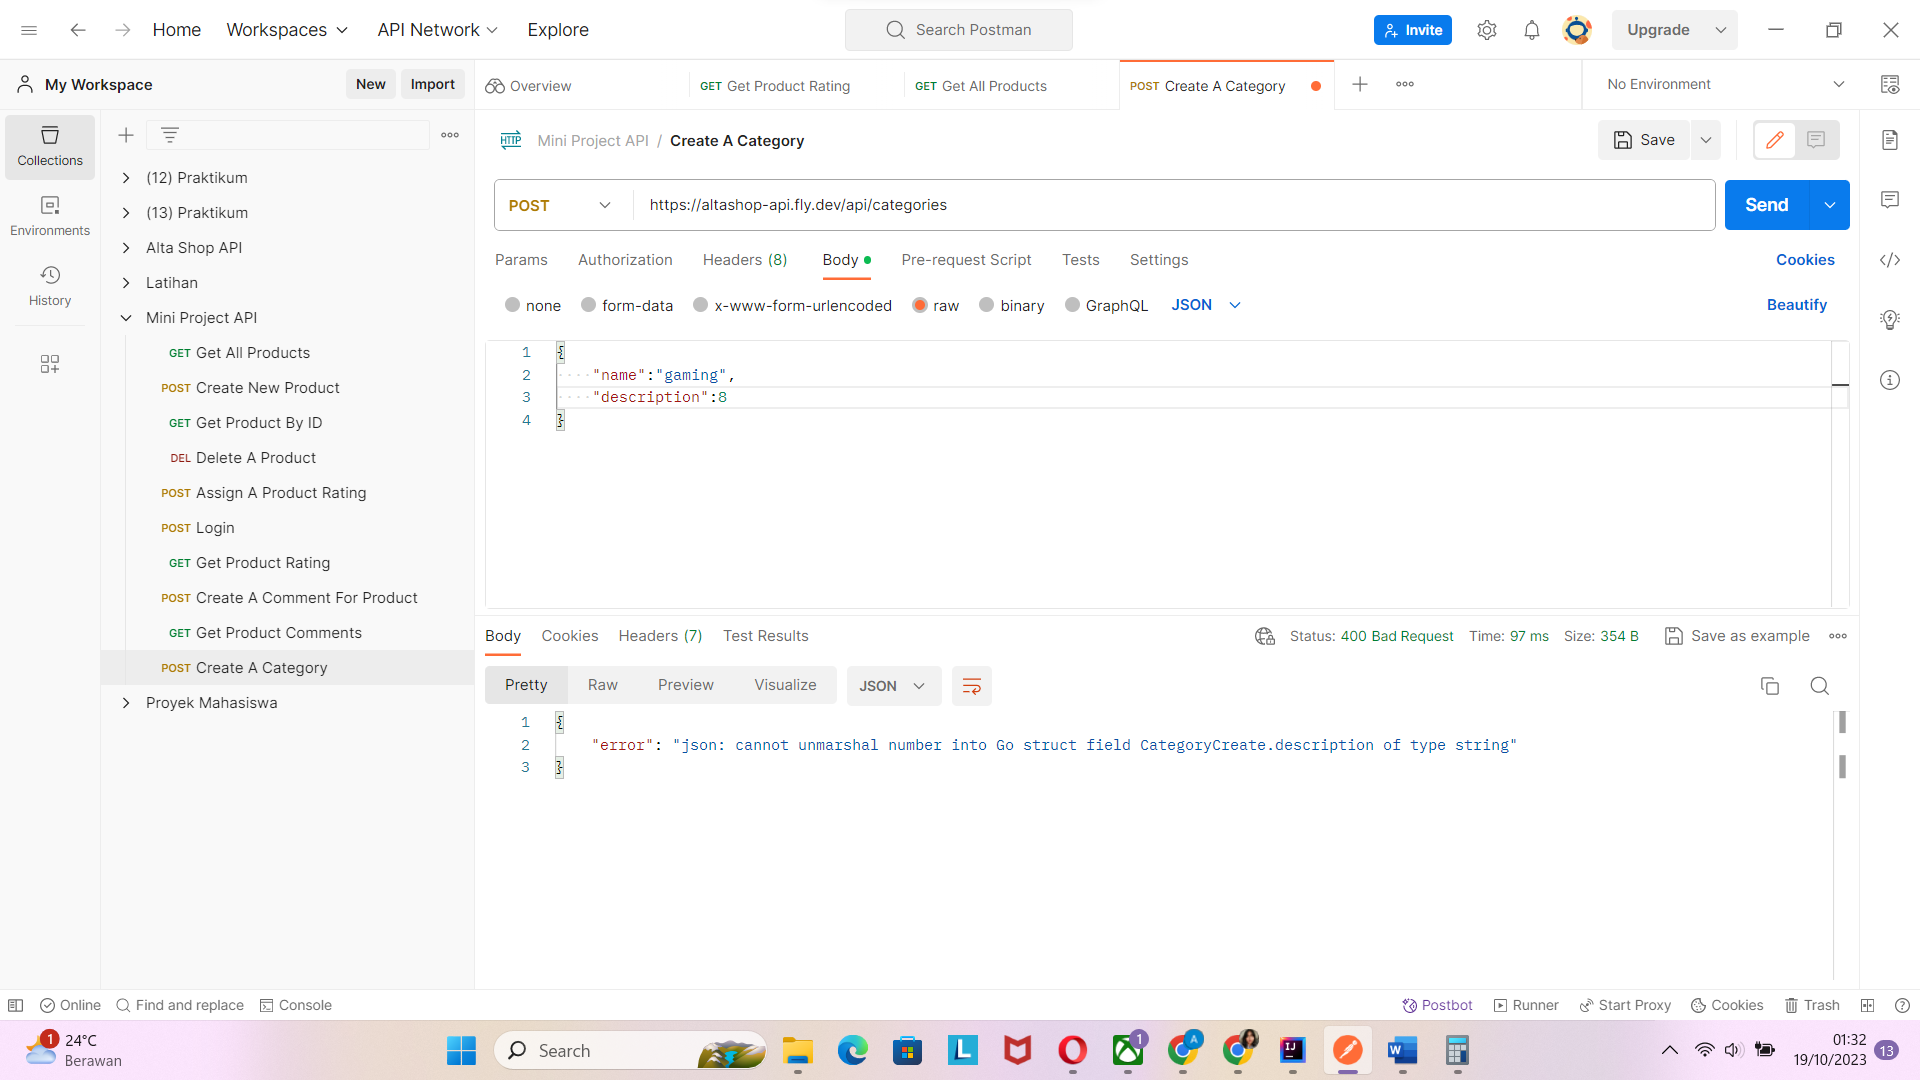 Home Workspaces API Network Explore Search Postman Invite Upgrade
My Workspace New Import Overview GET Get Product Rating GET Get All Products POST Create A Category No Environment
Collections
Environments
History
(12) Praktikum
(13) Praktikum
Alta Shop API
Latihan
Mini Project API
GET Get All Products
POST Create New Product
GET Get Product By ID
DEL Delete A Product
POST Assign A Product Rating
POST Login
GET Get Product Rating
POST Create A Comment For Product
GET Get Product Comments
POST Create A Category
Proyek Mahasiswa
HTTP Mini Project API / Create A Category Save
POST https://altashop-api.fly.dev/api/categories Send
Params Authorization Headers (8) Body Pre-request Script Tests Settings Cookies
none form-data x-www-form-urlencoded raw binary GraphQL JSON Beautify
1 {
2 "name":"gaming",
3 "description":8
4 }
Body Cookies Headers (7) Test Results Status: 400 Bad Request Time: 97 ms Size: 354 B Save as example
Pretty Raw Preview Visualize JSON
1 {
2 "error": "json: cannot unmarshal number into Go struct field CategoryCreate.description of type string"
3 }
Online Find and replace Console Postbot Runner Start Proxy Cookies Trash
1 24°C
Berawan
Search
L
1
A
IJ
W
01:32
19/10/2023
13